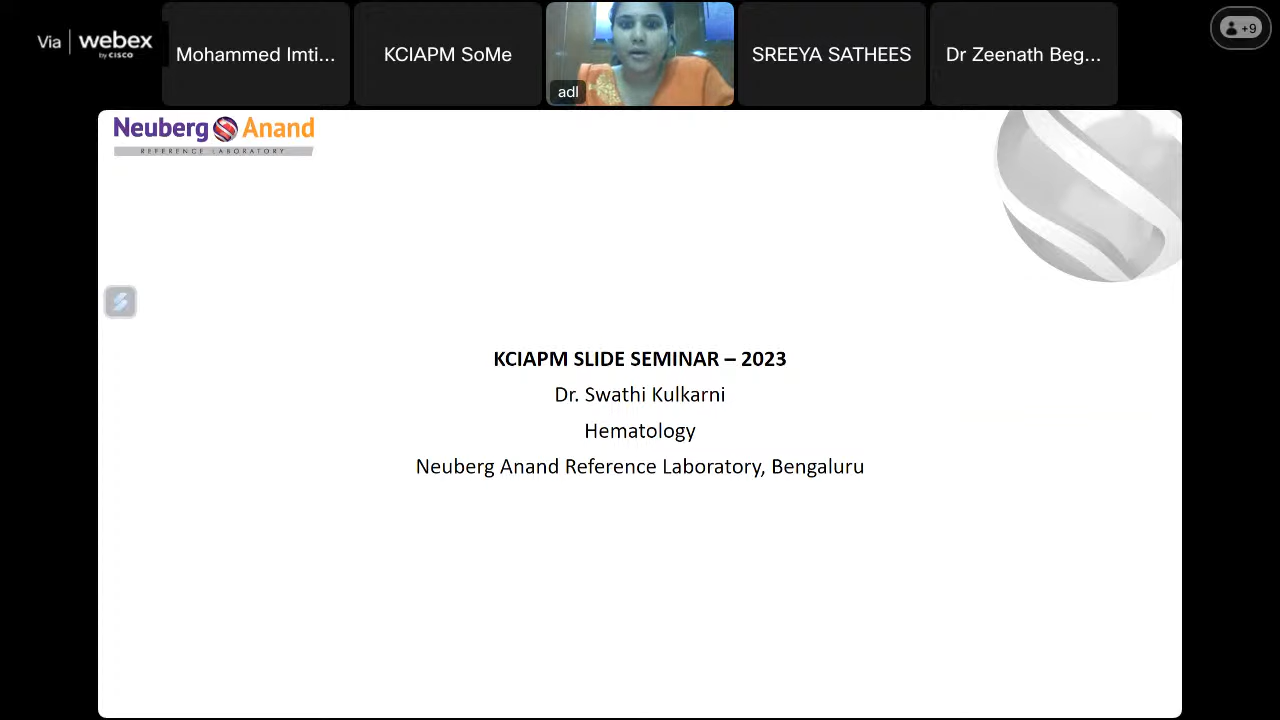 Via webex
by CISCO
Mohammed Imti...
KCIAPM SoMe
adl
SREEYA SATHEES
Dr Zeenath Beg...
+9
Neuberg Anand
REFERENCE LABORATORY
KCIAPM SLIDE SEMINAR – 2023
Dr. Swathi Kulkarni
Hematology
Neuberg Anand Reference Laboratory, Bengaluru